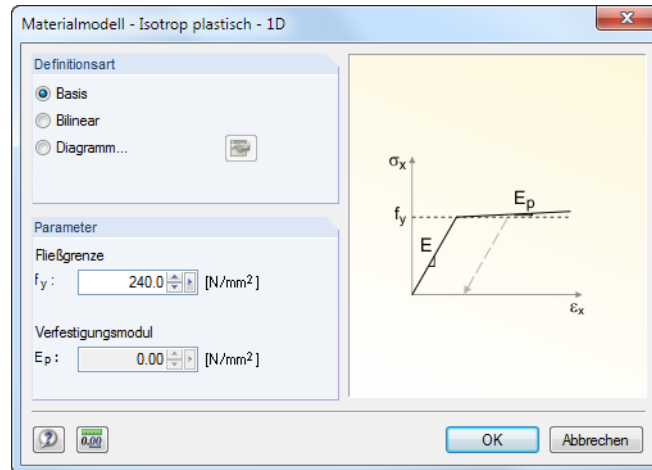 Materialmodell - Isotrop plastisch - 1D
Definitionsart
Basis
Bilinear
Diagramm...
Parameter
Fließgrenze
fy : 240.0 [N/mm²]
Verfestigungsmodul
Ep : 0.00 [N/mm²]
σx
fy
E
Ep
εx
0.00
OK
Abbrechen